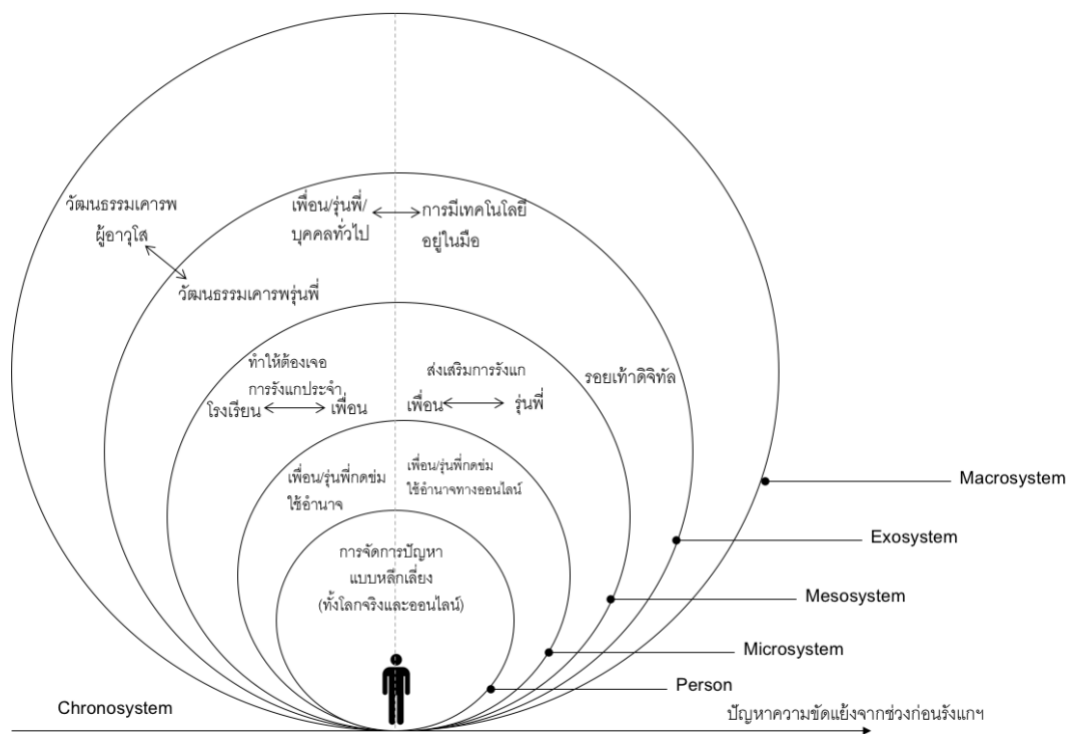 วัฒนธรรมเคารพ
ผู้อาวุโส
วัฒนธรรมเคารพรุ่นพี่
เพื่อน/รุ่นพี่/
บุคคลทั่วไป
การมีเทคโนโลยี
อยู่ในมือ
ทำให้ต้องเจอ
การรังแกประจำ
โรงเรียน
เพื่อน
ส่งเสริมการรังแก
เพื่อน
รุ่นพี่
รอยเท้าดิจิทัล
เพื่อน/รุ่นพี่กดข่ม
ใช้อำนาจ
เพื่อน/รุ่นพี่กดข่ม
ใช้อำนาจทางออนไลน์
การจัดการปัญหา
แบบหลีกเลี่ยง
(ทั้งโลกจริงและออนไลน์)
Macrosystem
Exosystem
Mesosystem
Microsystem
Person
Chronosystem
ปัญหาความขัดแย้งจากช่วงก่อนรังแกฯ